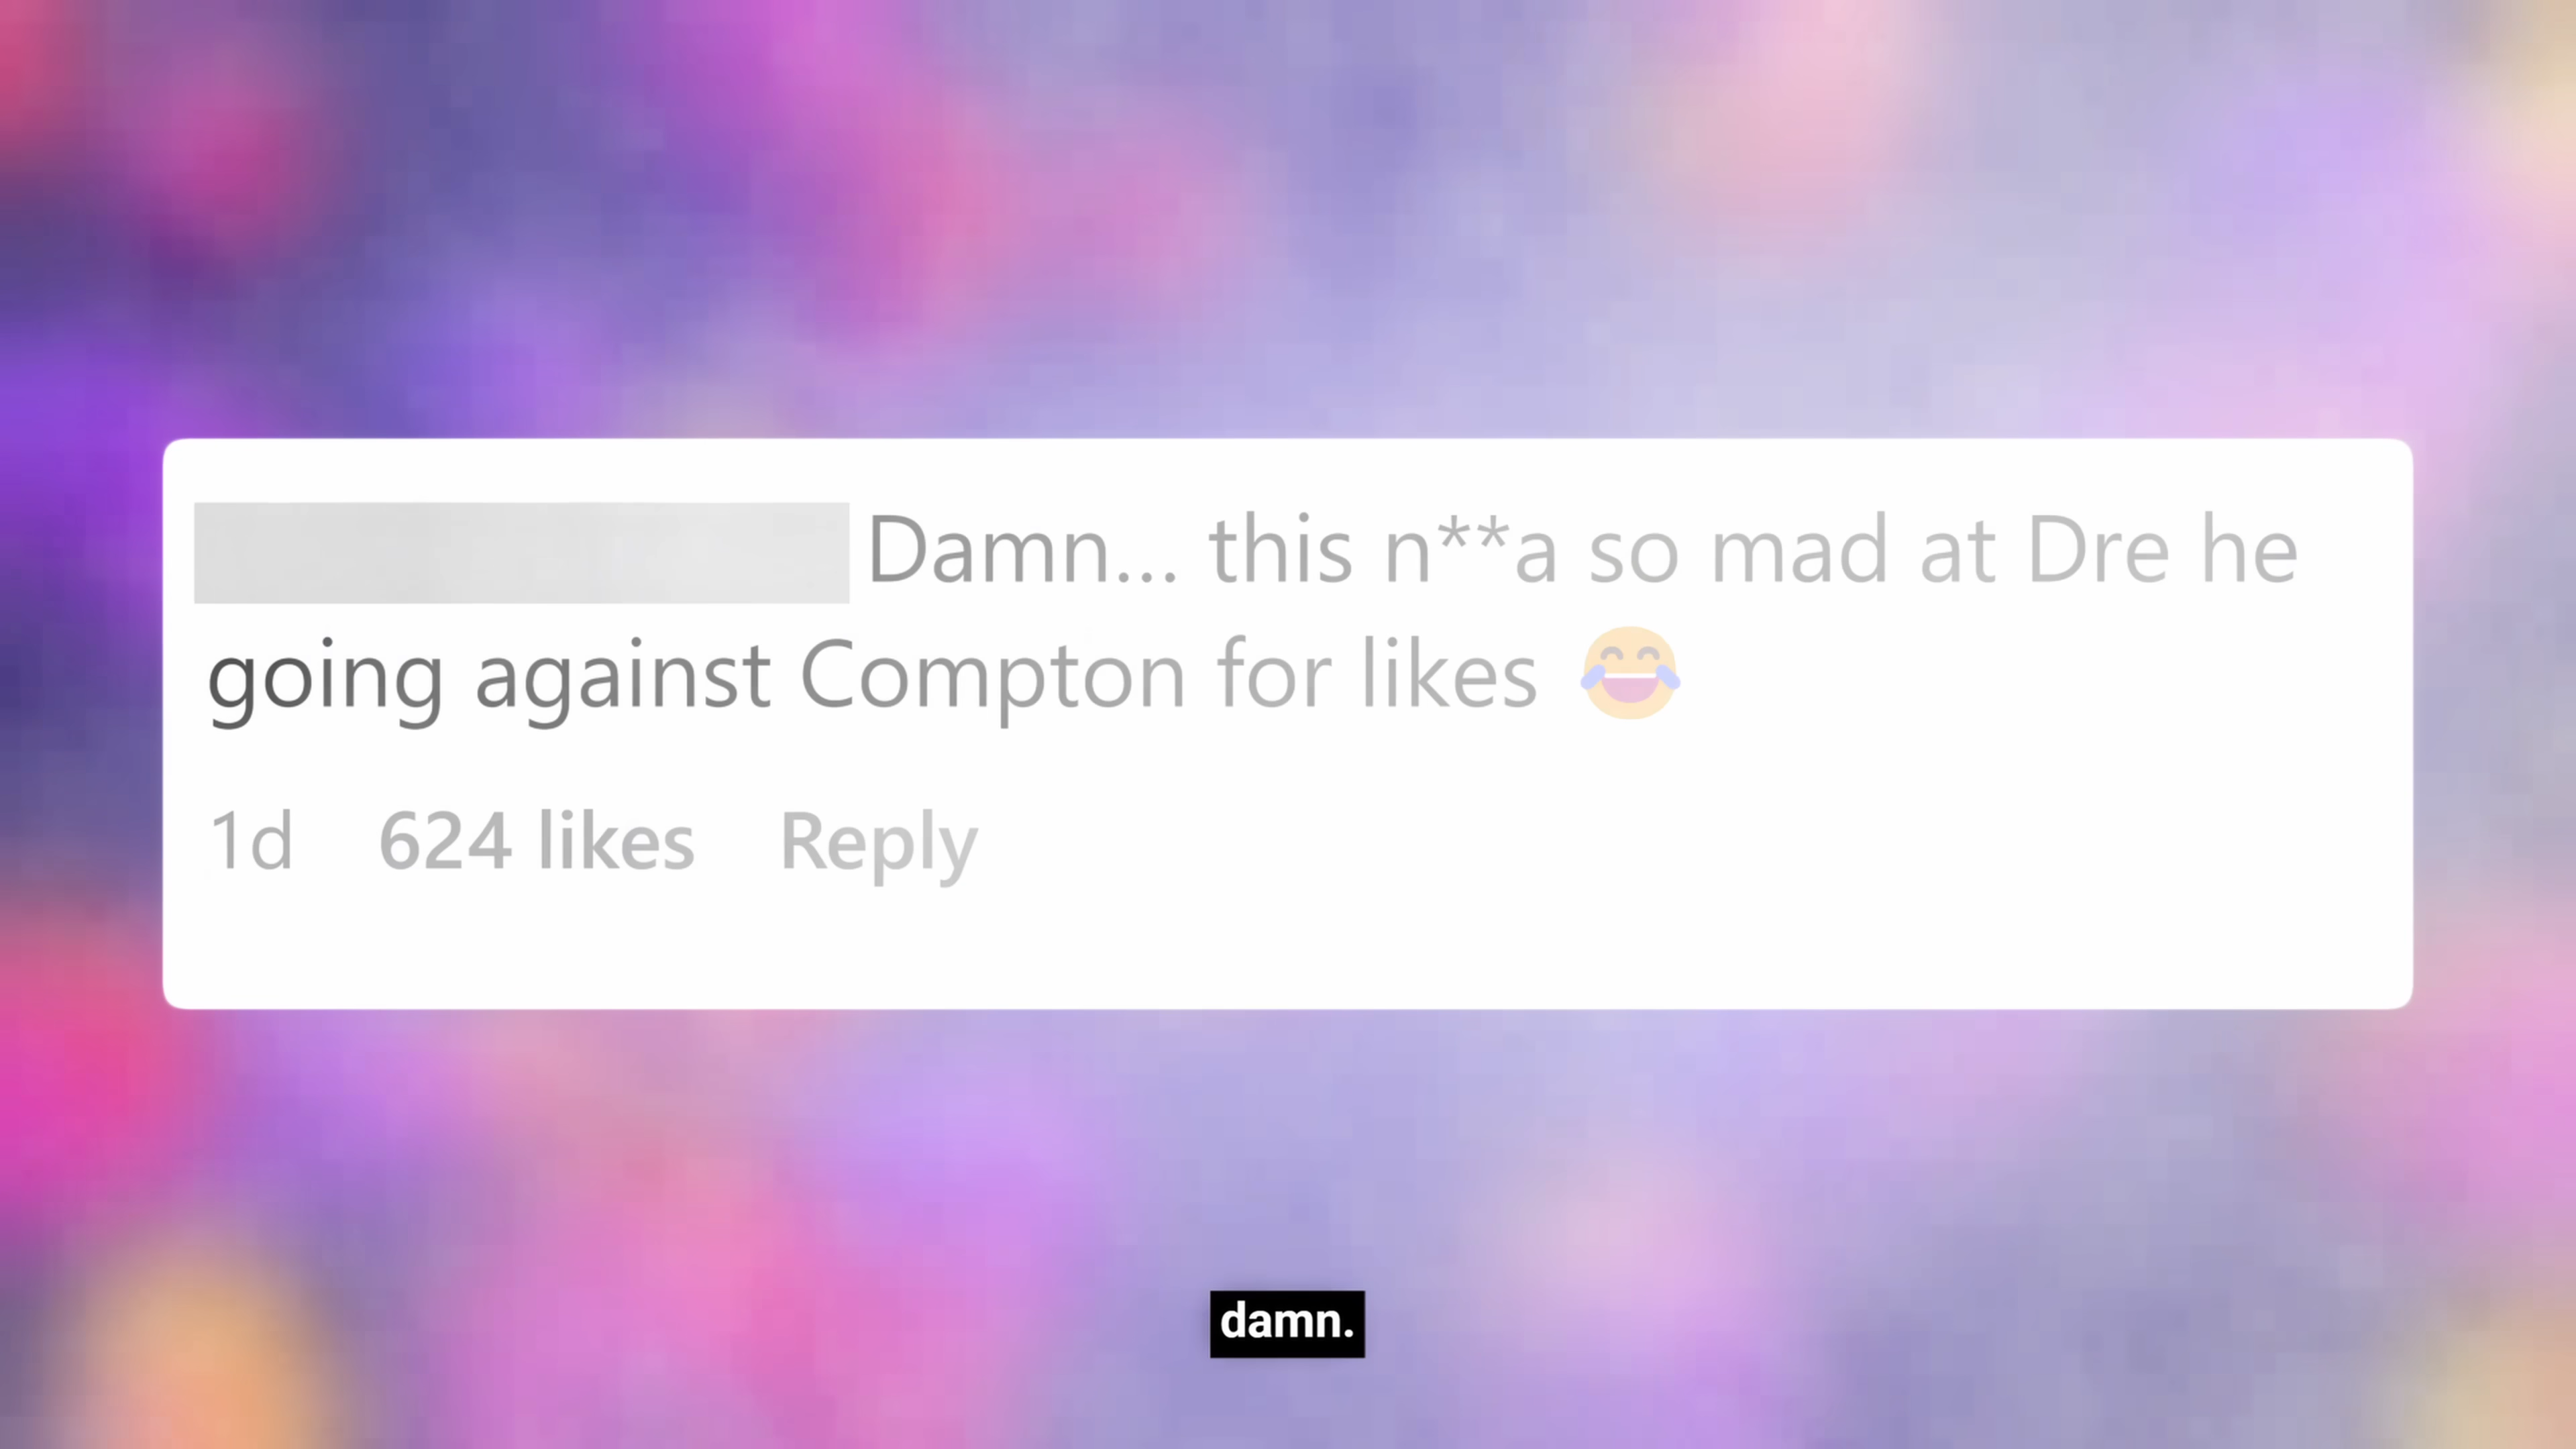 Damn... this n**a so mad at Dre he
going against Compton for likes 😂
1d 624 likes Reply
damn.